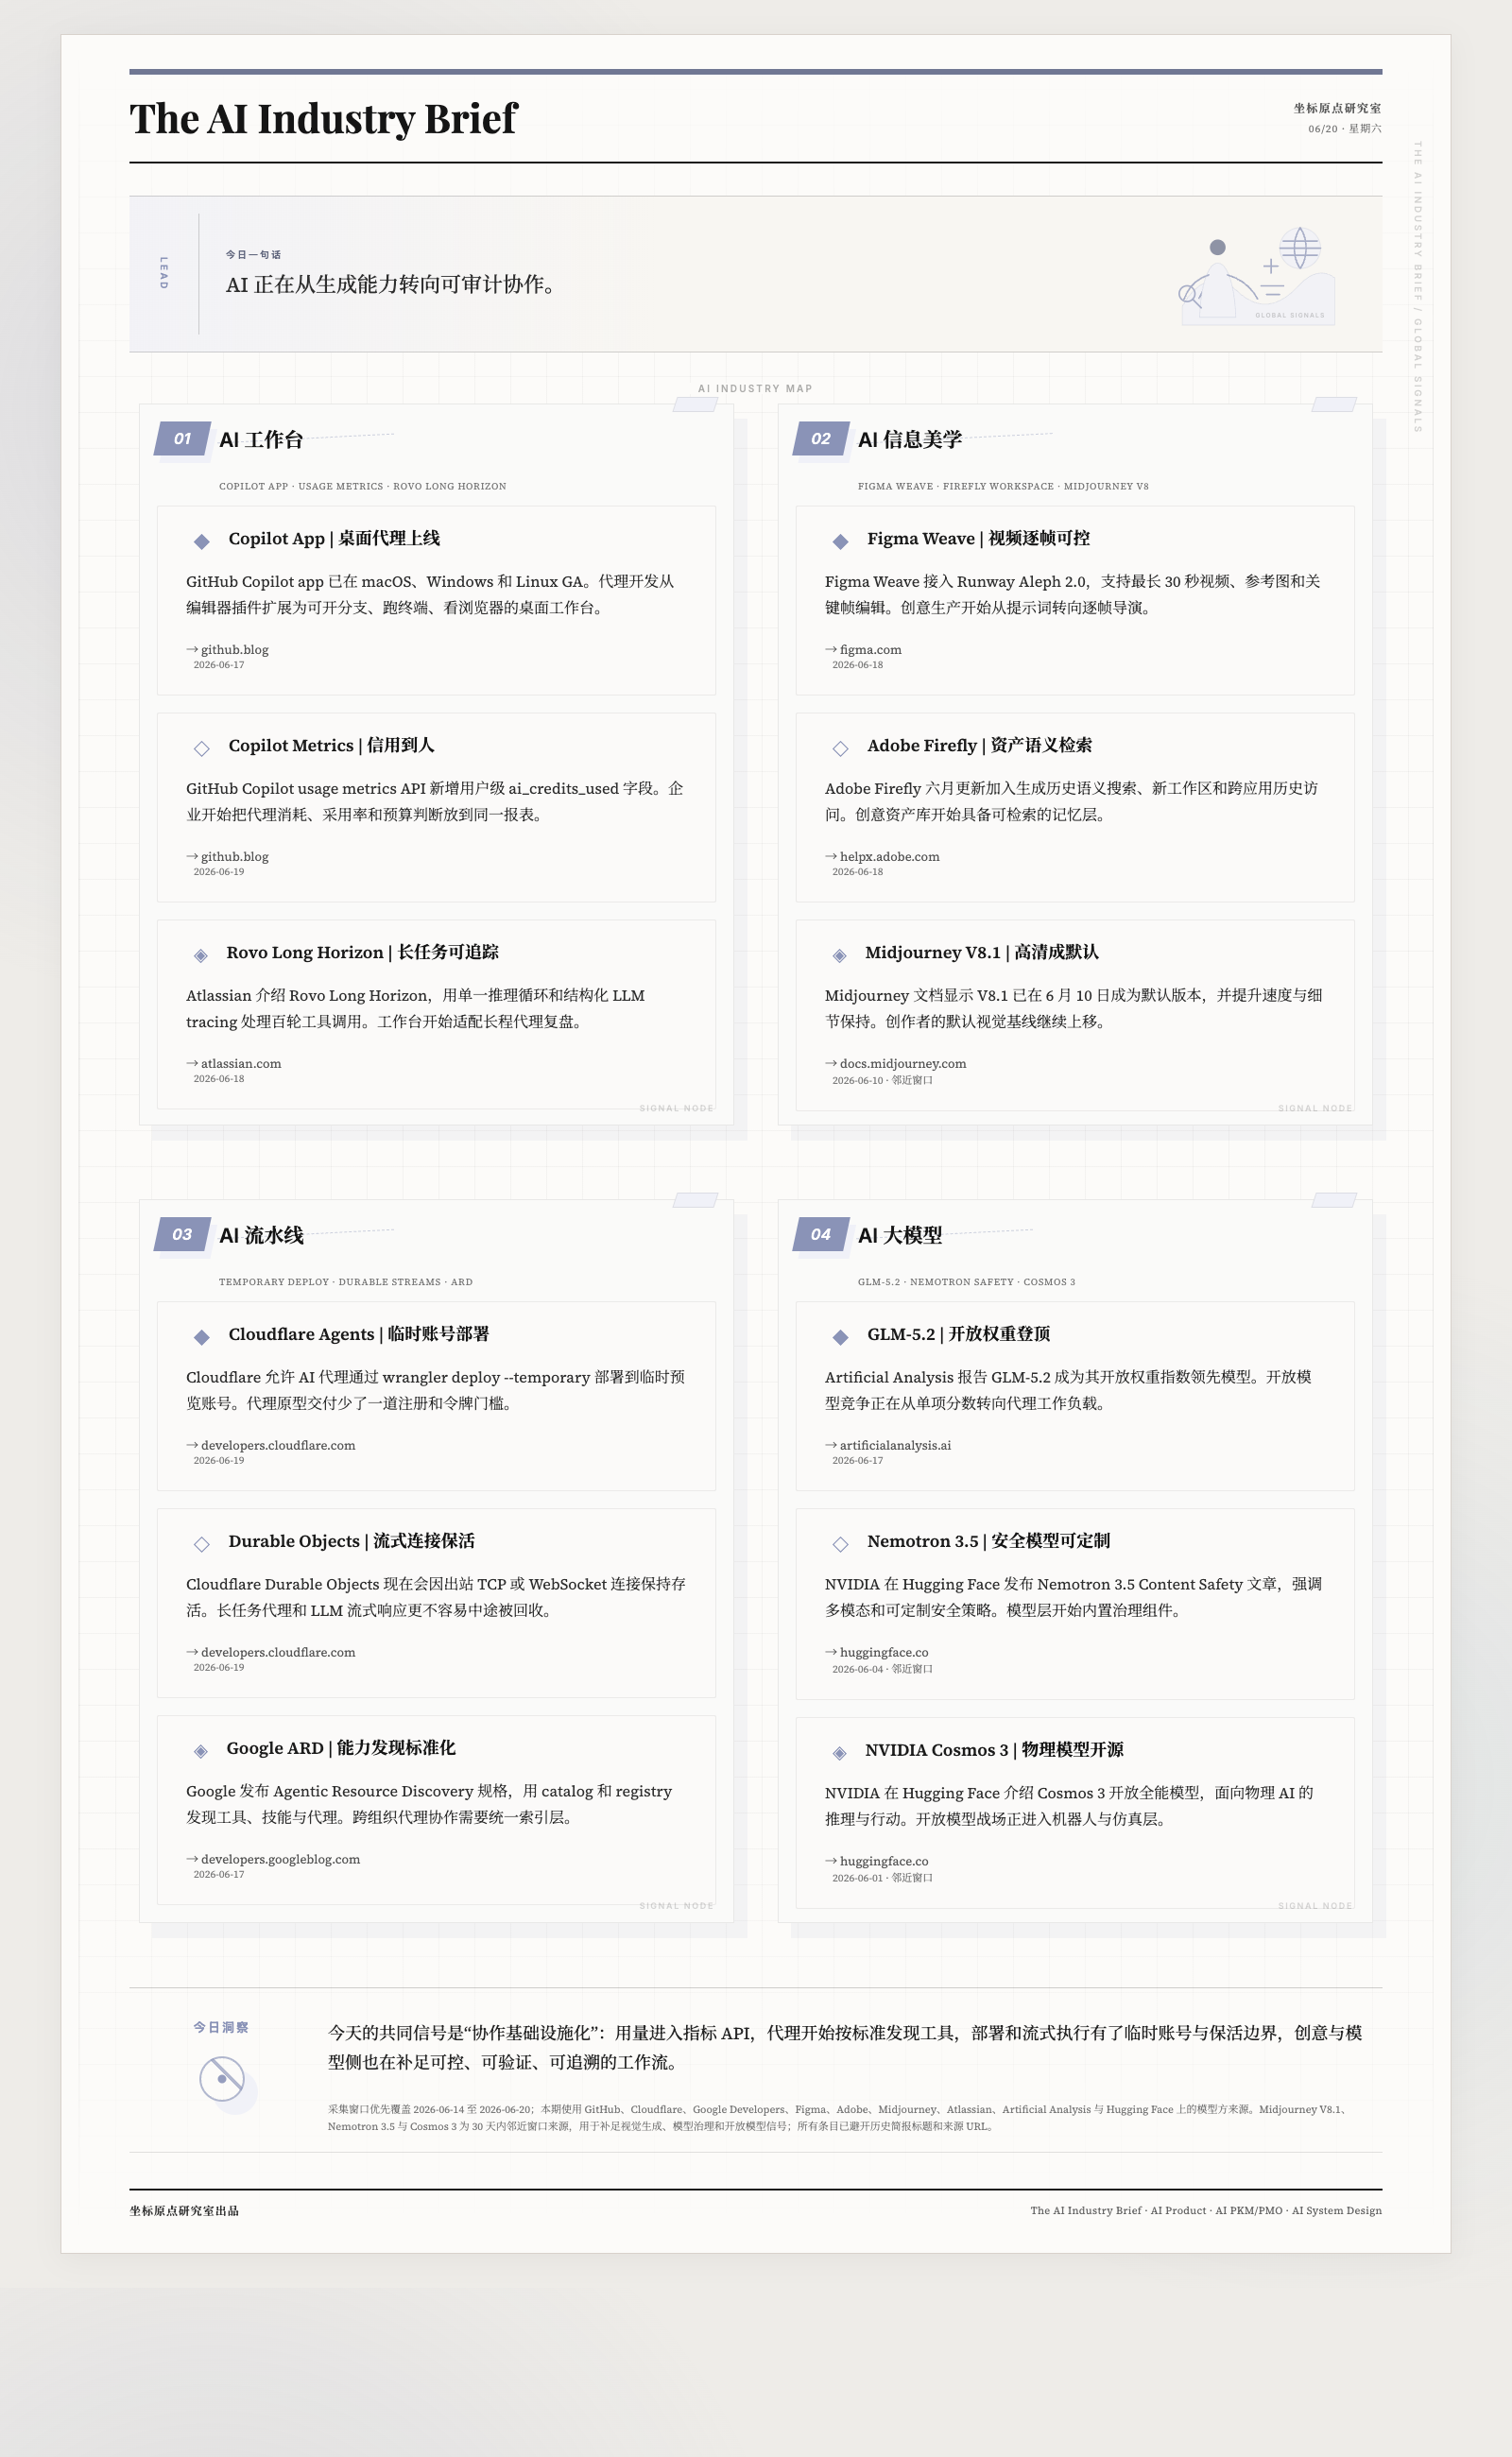 The AI Industry Brief
坐标原点研究室
06/20 · 星期六
THE AI INDUSTRY BRIEF / GLOBAL SIGNALS
LEAD
今日一句话
AI 正在从生成能力转向可审计协作。
GLOBAL SIGNALS
AI INDUSTRY MAP
01
AI 工作台
COPILOT APP · USAGE METRICS · ROVO LONG HORIZON
◆ Copilot App | 桌面代理上线
GitHub Copilot app 已在 macOS、Windows 和 Linux GA。代理开发从
编辑器插件扩展为可开分支、跑终端、看浏览器的桌面工作台。
→ github.blog
2026-06-17
◇ Copilot Metrics | 信用到人
GitHub Copilot usage metrics API 新增用户级 ai_credits_used 字段。企
业开始把代理消耗、采用率和预算判断放到同一报表。
→ github.blog
2026-06-19
◈ Rovo Long Horizon | 长任务可追踪
Atlassian 介绍 Rovo Long Horizon，用单一推理循环和结构化 LLM
tracing 处理百轮工具调用。工作台开始适配长程代理复盘。
→ atlassian.com
2026-06-18
SIGNAL NODE
02
AI 信息美学
FIGMA WEAVE · FIREFLY WORKSPACE · MIDJOURNEY V8
◆ Figma Weave | 视频逐帧可控
Figma Weave 接入 Runway Aleph 2.0，支持最长 30 秒视频、参考图和关
键帧编辑。创意生产开始从提示词转向逐帧导演。
→ figma.com
2026-06-18
◇ Adobe Firefly | 资产语义检索
Adobe Firefly 六月更新加入生成历史语义搜索、新工作区和跨应用历史访
问。创意资产库开始具备可检索的记忆层。
→ helpx.adobe.com
2026-06-18
◈ Midjourney V8.1 | 高清成默认
Midjourney 文档显示 V8.1 已在 6 月 10 日成为默认版本，并提升速度与细
节保持。创作者的默认视觉基线继续上移。
→ docs.midjourney.com
2026-06-10 · 邻近窗口
SIGNAL NODE
03
AI 流水线
TEMPORARY DEPLOY · DURABLE STREAMS · ARD
◆ Cloudflare Agents | 临时账号部署
Cloudflare 允许 AI 代理通过 wrangler deploy --temporary 部署到临时预
览账号。代理原型交付少了一道注册和令牌门槛。
→ developers.cloudflare.com
2026-06-19
◇ Durable Objects | 流式连接保活
Cloudflare Durable Objects 现在会因出站 TCP 或 WebSocket 连接保持存
活。长任务代理和 LLM 流式响应更不容易中途被回收。
→ developers.cloudflare.com
2026-06-19
◈ Google ARD | 能力发现标准化
Google 发布 Agentic Resource Discovery 规格，用 catalog 和 registry
发现工具、技能与代理。跨组织代理协作需要统一索引层。
→ developers.googleblog.com
2026-06-17
SIGNAL NODE
04
AI 大模型
GLM-5.2 · NEMOTRON SAFETY · COSMOS 3
◆ GLM-5.2 | 开放权重登顶
Artificial Analysis 报告 GLM-5.2 成为其开放权重指数领先模型。开放模
型竞争正在从单项分数转向代理工作负载。
→ artificialanalysis.ai
2026-06-17
◇ Nemotron 3.5 | 安全模型可定制
NVIDIA 在 Hugging Face 发布 Nemotron 3.5 Content Safety 文章，强调
多模态和可定制安全策略。模型层开始内置治理组件。
→ huggingface.co
2026-06-04 · 邻近窗口
◈ NVIDIA Cosmos 3 | 物理模型开源
NVIDIA 在 Hugging Face 介绍 Cosmos 3 开放全能模型，面向物理 AI 的
推理与行动。开放模型战场正进入机器人与仿真层。
→ huggingface.co
2026-06-01 · 邻近窗口
SIGNAL NODE
今日洞察
今天的共同信号是“协作基础设施化”：用量进入指标 API，代理开始按标准发现工具，部署和流式执行有了临时账号与保活边界，创意与模
型侧也在补足可控、可验证、可追溯的工作流。
采集窗口优先覆盖 2026-06-14 至 2026-06-20；本期使用 GitHub、Cloudflare、Google Developers、Figma、Adobe、Midjourney、Atlassian、Artificial Analysis 与 Hugging Face 上的模型方来源。Midjourney V8.1、
Nemotron 3.5 与 Cosmos 3 为 30 天内邻近窗口来源，用于补足视觉生成、模型治理和开放模型信号；所有条目已避开历史简报标题和来源 URL。
坐标原点研究室出品
The AI Industry Brief · AI Product · AI PKM/PMO · AI System Design